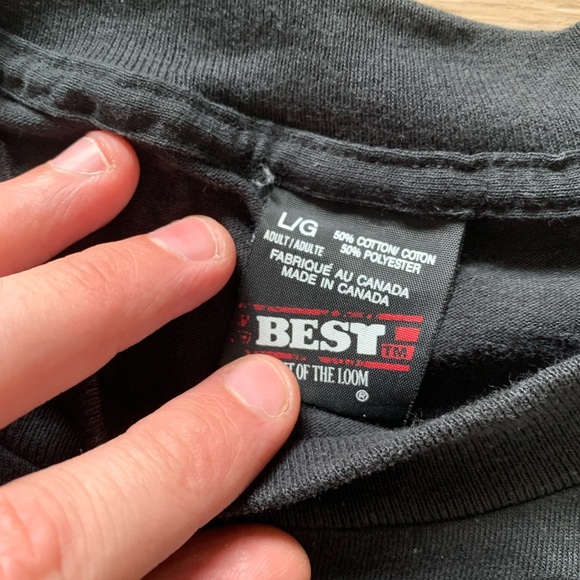 L/G 50% COTTON/ COTON
ADULT/ADULTE 50% POLYESTER
FABRIQUÉ AU CANADA
MADE IN CANADA
BEST TM
OF THE LOOM
®